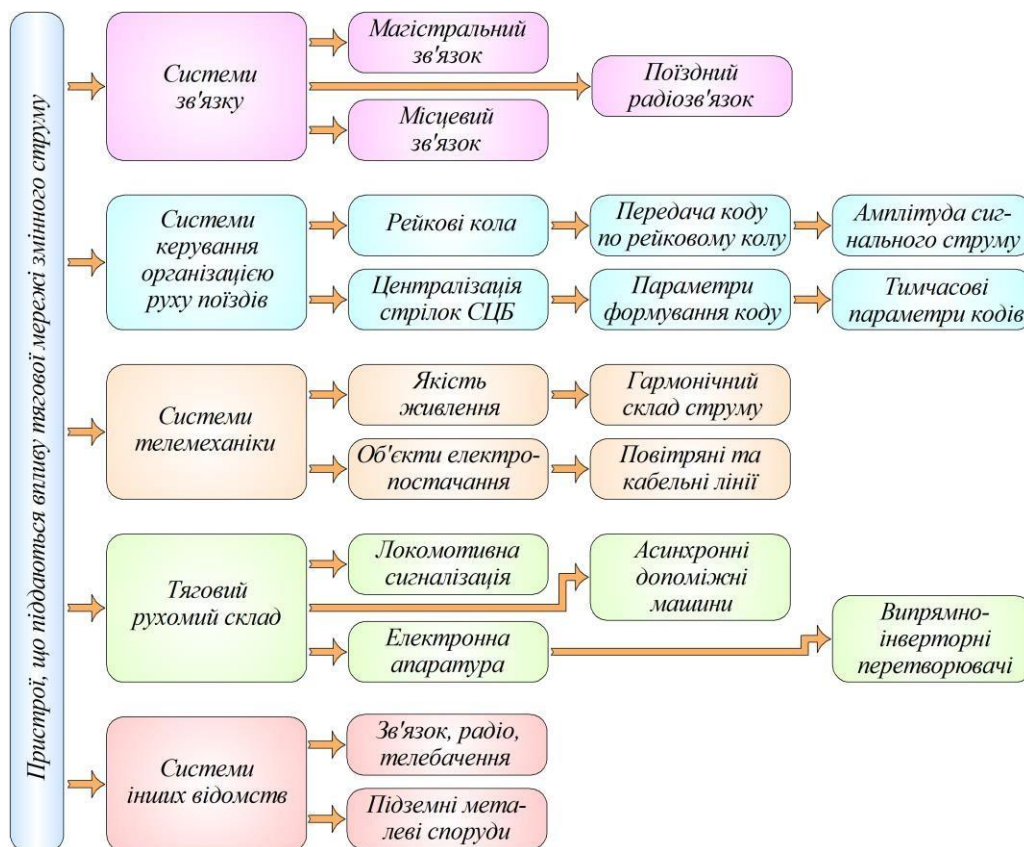 Пристрої, що піддаються впливу тягової мережі змінного струму
Системи
зв'язку
Магістральний
зв'язок
Поїздний
радіозв'язок
Місцевий
зв'язок
Системи
керування
організацією
руху поїздів
Рейкові кола
Передача коду
по рейковому колу
Амплітуда сиг-
нального струму
Централізація
стрілок СЦБ
Параметри
формування коду
Тимчасові
параметри кодів
Системи
телемеханіки
Якість
живлення
Гармонічний
склад струму
Об'єкти електро-
постачання
Повітряні та
кабельні лінії
Тяговий
рухомий склад
Локомотивна
сигналізація
Асинхронні
допоміжні
машини
Електронна
апаратура
Випрямно-
інверторні
перетворювачі
Системи
інших відомств
Зв'язок, радіо,
телебачення
Підземні мета-
леві споруди